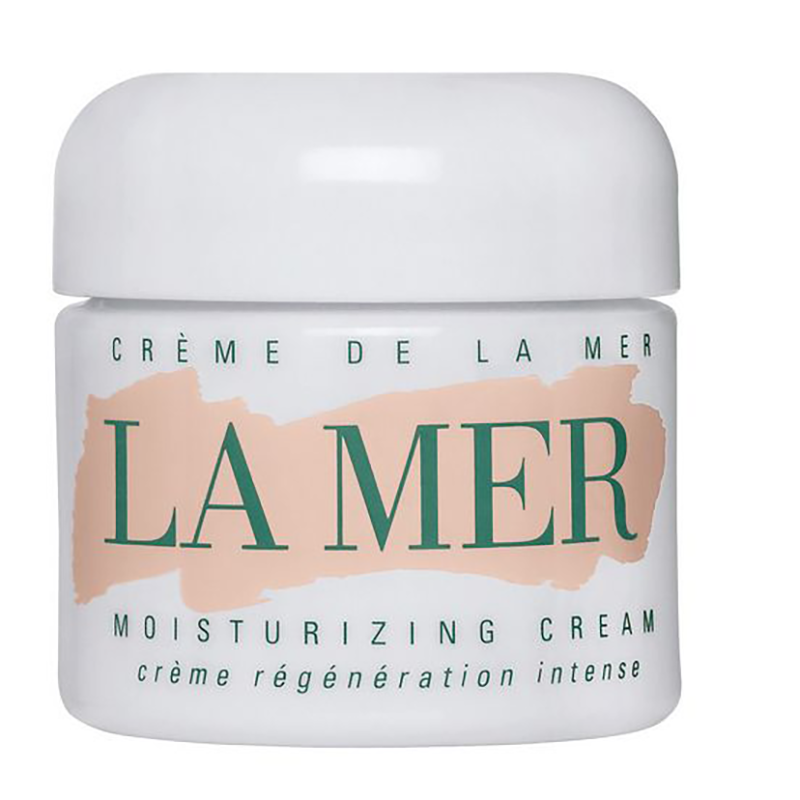 CRÈME DE LA MER
LA MER
MOISTURIZING CREAM
crème régénération intense